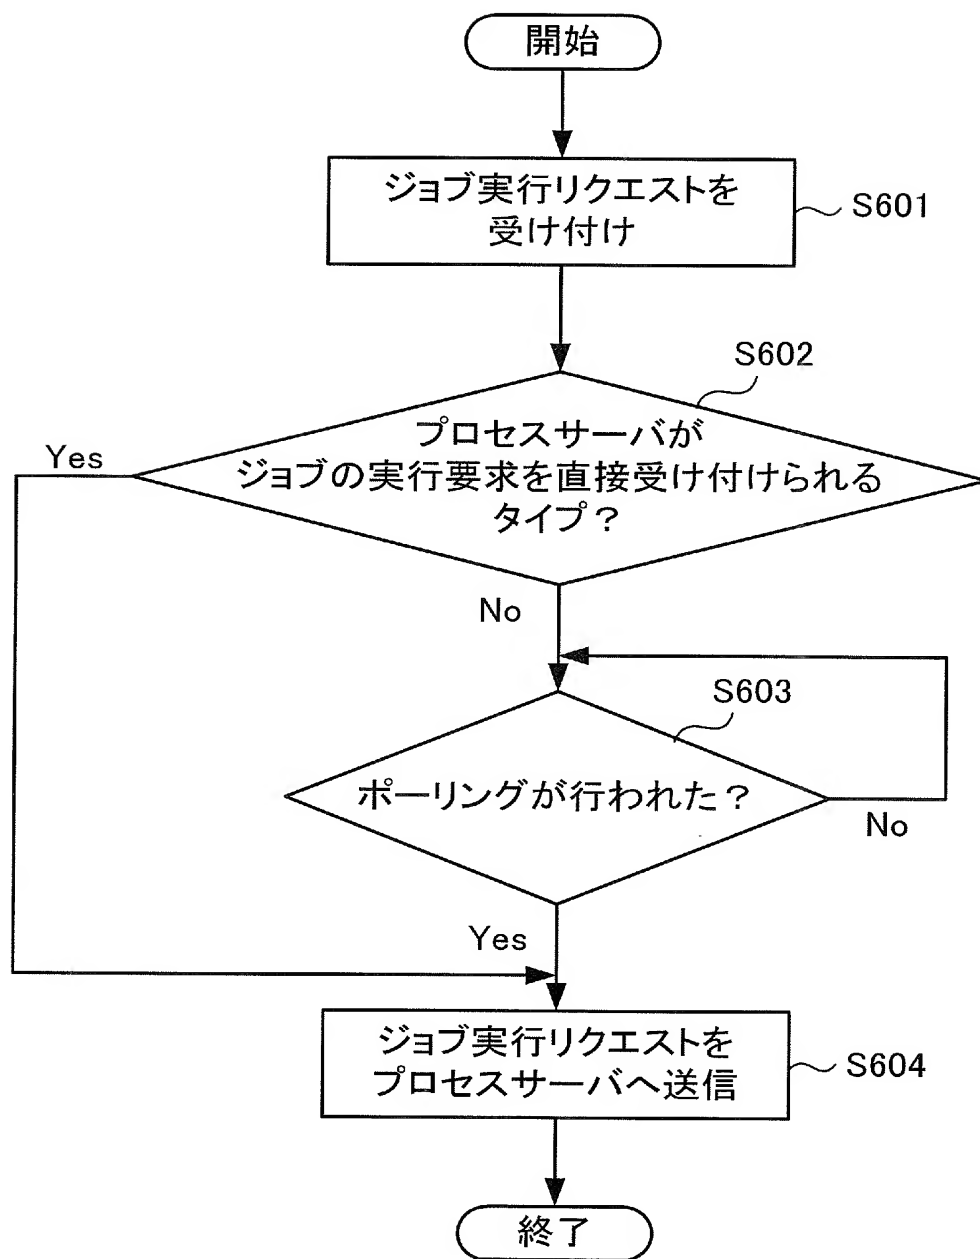 開始
ジョブ実行リクエストを
受け付け
S601
S602
プロセスサーバが
ジョブの実行要求を直接受け付けられる
タイプ？
Yes
No
S603
ポーリングが行われた？
No
Yes
ジョブ実行リクエストを
プロセスサーバへ送信
S604
終了